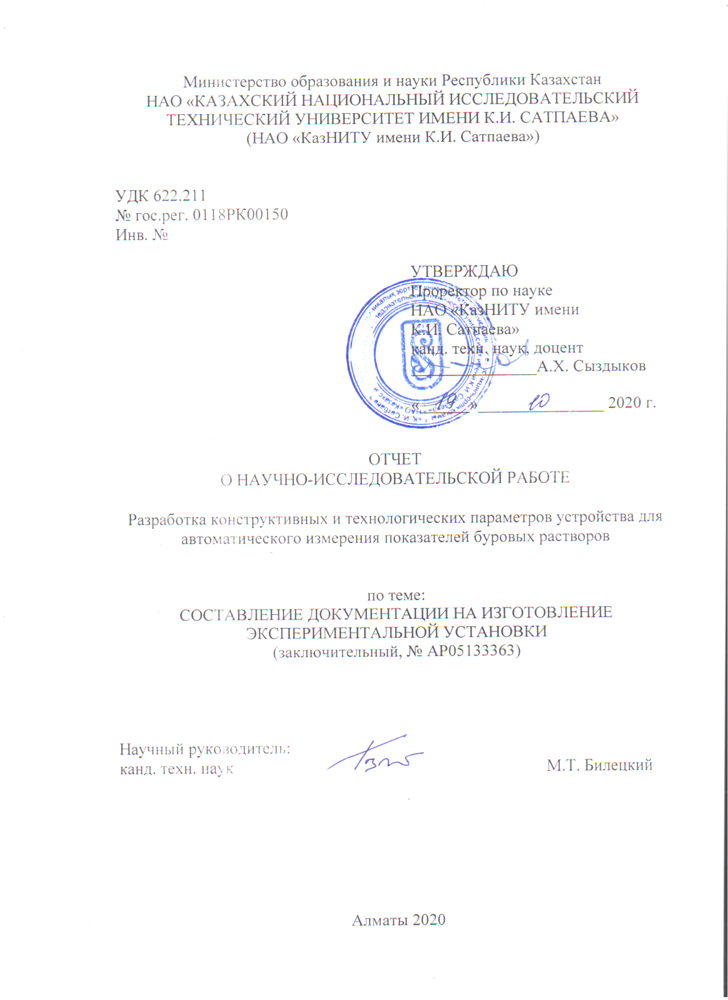 Министерство образования и науки Республики Казахстан
НАО «КАЗАХСКИЙ НАЦИОНАЛЬНЫЙ ИССЛЕДОВАТЕЛЬСКИЙ
ТЕХНИЧЕСКИЙ УНИВЕРСИТЕТ ИМЕНИ К.И. САТПАЕВА»
(НАО «КазНИТУ имени К.И. Сатпаева»)
УДК 622.211
№ гос.рег. 0118РК00150
Инв. №
УТВЕРЖДАЮ
Проректор по науке
НАО «КазНИТУ имени
К.И. Сатпаева»
канд. техн. наук, доцент
А.Х. Сыздыков
« 19 » 10 2020 г.
ОТЧЕТ
О НАУЧНО-ИССЛЕДОВАТЕЛЬСКОЙ РАБОТЕ
Разработка конструктивных и технологических параметров устройства для
автоматического измерения показателей буровых растворов
по теме:
СОСТАВЛЕНИЕ ДОКУМЕНТАЦИИ НА ИЗГОТОВЛЕНИЕ
ЭКСПЕРИМЕНТАЛЬНОЙ УСТАНОВКИ
(заключительный, № АР05133363)
Научный руководитель:
канд. техн. наук М.Т. Билецкий
Алматы 2020